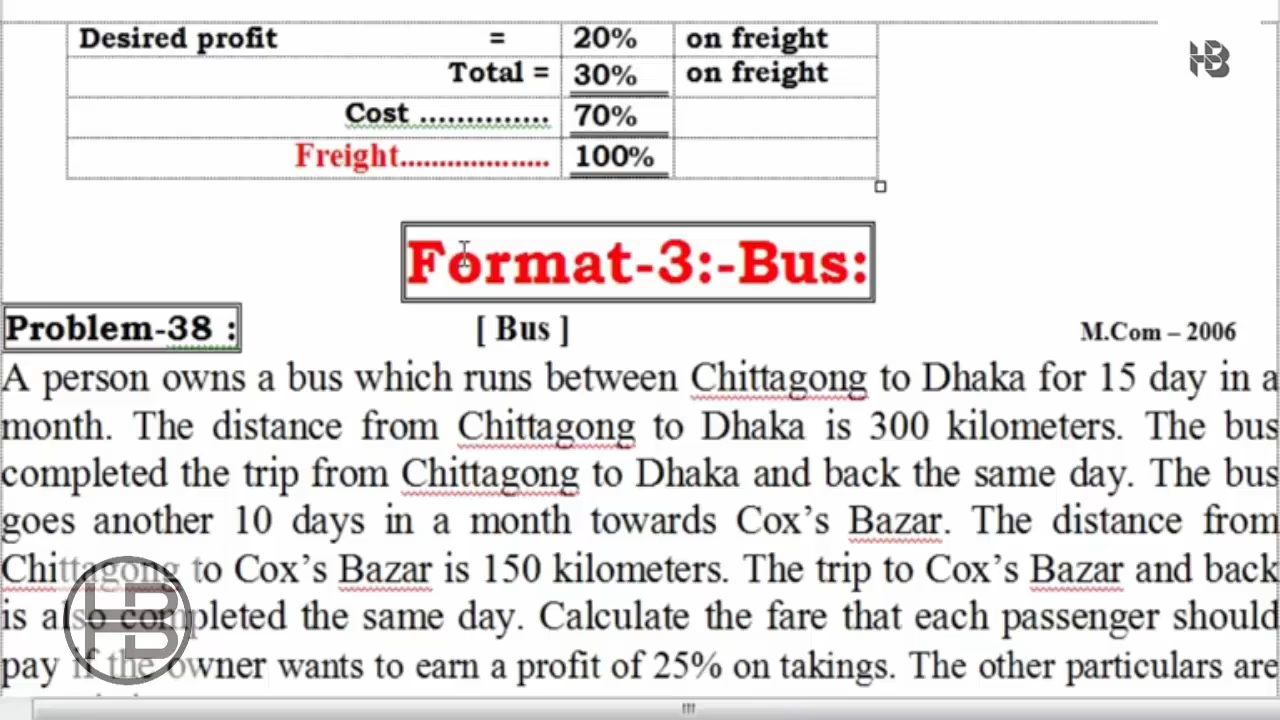 Desired profit = 20% on freight
Total = 30% on freight
Cost ............... 70%
Freight................... 100%
HB
Format-3:-Bus:
Problem-38 : [ Bus ] M.Com – 2006
A person owns a bus which runs between Chittagong to Dhaka for 15 day in a
month. The distance from Chittagong to Dhaka is 300 kilometers. The bus
completed the trip from Chittagong to Dhaka and back the same day. The bus
goes another 10 days in a month towards Cox’s Bazar. The distance from
Chittagong to Cox’s Bazar is 150 kilometers. The trip to Cox’s Bazar and back
is also completed the same day. Calculate the fare that each passenger should
pay if the owner wants to earn a profit of 25% on takings. The other particulars are
HB